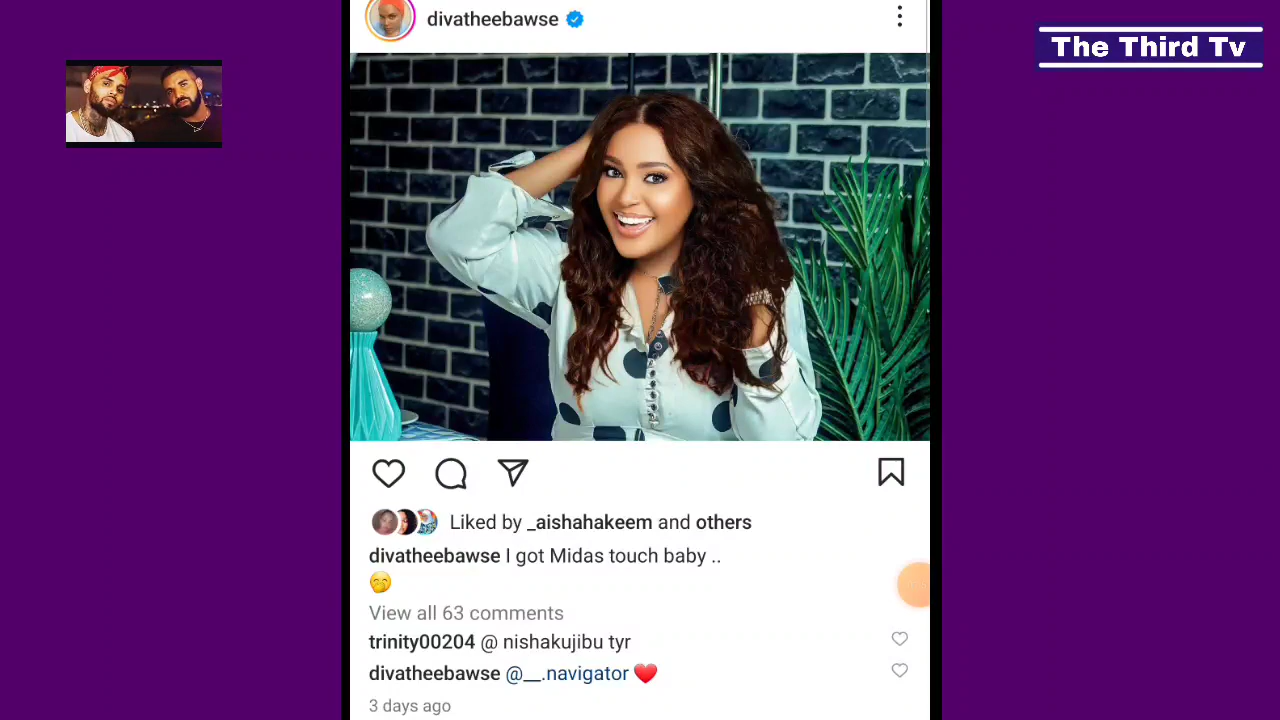 divatheebawse
The Third Tv
Liked by _aishahakeem and others
divatheebawse I got Midas touch baby ..
🤭
View all 63 comments
trinity00204 @ nishakujibu tyr
divatheebawse @__.navigator ❤️
3 days ago